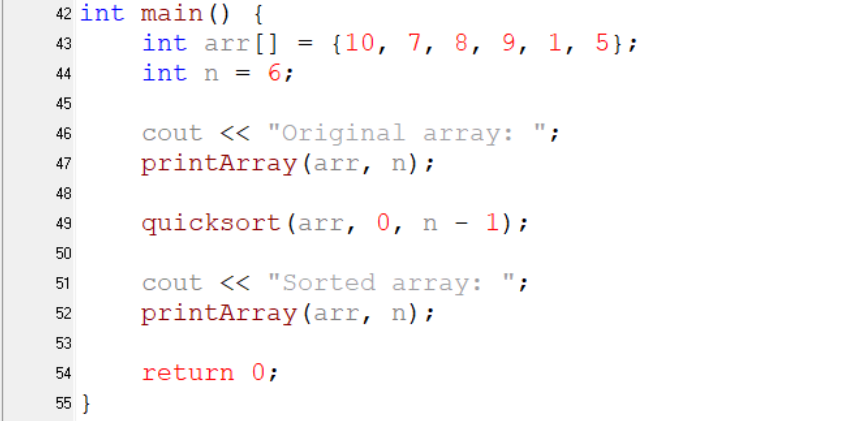 42 int main() {
43     int arr[] = {10, 7, 8, 9, 1, 5};
44     int n = 6;
45
46     cout << "Original array: ";
47     printArray(arr, n);
48
49     quicksort(arr, 0, n - 1);
50
51     cout << "Sorted array: ";
52     printArray(arr, n);
53
54     return 0;
55 }